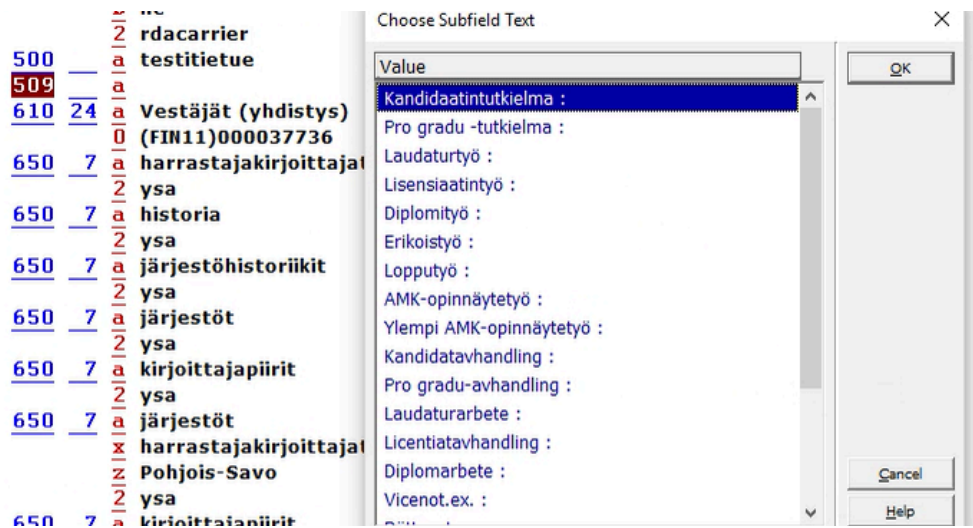 2 rdacarrier
500 a testitietue
509 a
610 24 a Vestäjät (yhdistys)
0 (FIN11)000037736
650 7 a harrastajakirjoittajat
2 ysa
650 7 a historia
2 ysa
650 7 a järjestöhistoriikit
2 ysa
650 7 a järjestöt
2 ysa
650 7 a kirjoittajapiirit
2 ysa
650 7 a järjestöt
x harrastajakirjoittajat
z Pohjois-Savo
2 ysa
650 7 a kirjoittajapiirit
Choose Subfield Text
Value
Kandidaatintutkielma :
Pro gradu -tutkielma :
Laudaturtyö :
Lisensiaatintyö :
Diplomityö :
Erikoistyö :
Lopputyö :
AMK-opinnäytetyö :
Ylempi AMK-opinnäytetyö :
Kandidatavhandling :
Pro gradu-avhandling :
Laudaturarbete :
Licentiatavhandling :
Diplomarbete :
Vicenot.ex. :
OK
Cancel
Help